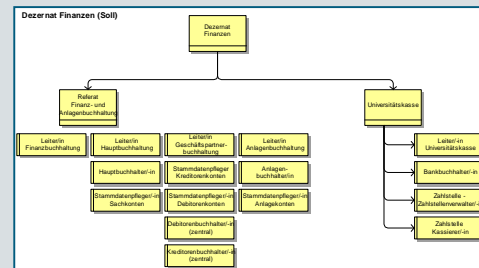 Dezernat Finanzen (Soll)
Dezernat
Finanzen
Referat
Finanz- und
Anlagenbuchhaltung
Universitätskasse
Leiter/in
Finanzbuchhaltung
Leiter/in
Hauptbuchhaltung
Leiter/in
Geschäftspartner-
buchhaltung
Leiter/in
Anlagenbuchhaltung
Leiter/-in
Universitätskasse
Hauptbuchhalter/-in
Stammdatenpfleger
Kreditorenkonten
Anlagen-
buchhalter/in
Bankbuchhalter/-in
Stammdatenpfleger/-in
Sachkonten
Stammdatenpfleger/-in
Debitorenkonten
Stammdatenpfleger/-in
Anlagekonten
Zahlstelle -
Zahlstellenverwalter/-in
Debitorenbuchhalter/-in
(zentral)
Zahlstelle
Kassierer/-in
Kreditorenbuchhalter/-in
(zentral)